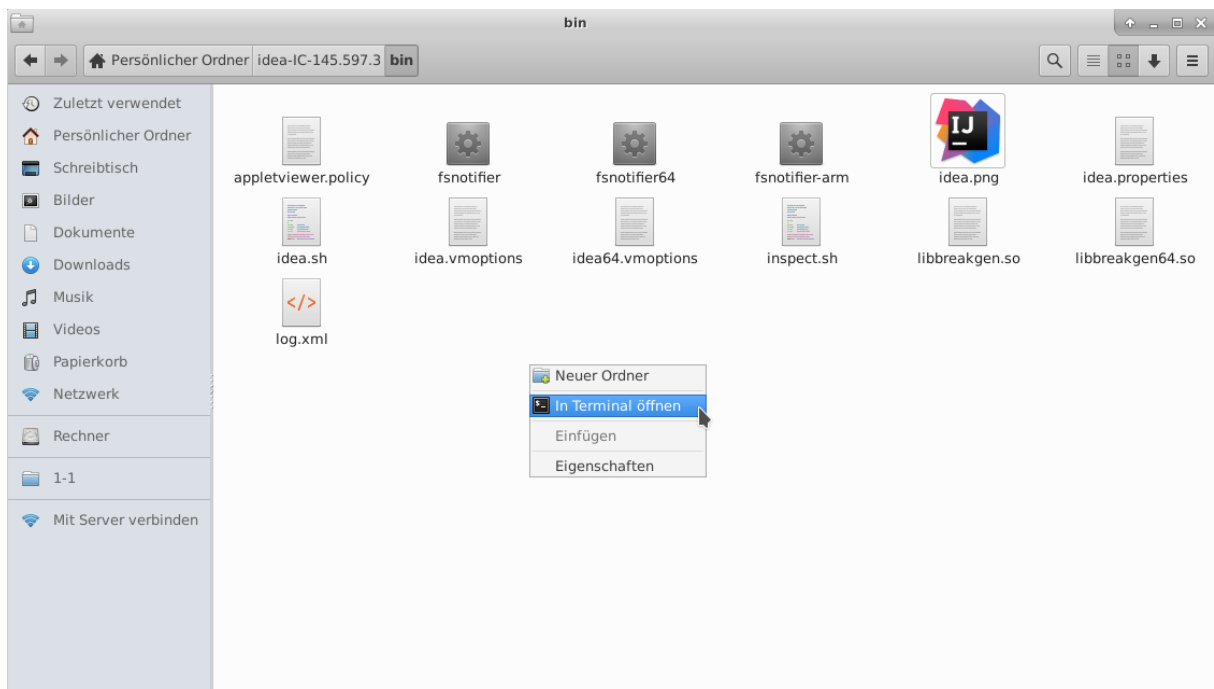 bin
Persönlicher Ordner idea-IC-145.597.3 bin
Zuletzt verwendet
Persönlicher Ordner
Schreibtisch
Bilder
Dokumente
Downloads
Musik
Videos
Papierkorb
Netzwerk
Rechner
1-1
Mit Server verbinden
IJ
appletviewer.policy fsnotifier fsnotifier64 fsnotifier-arm idea.png idea.properties
idea.sh idea.vmoptions idea64.vmoptions inspect.sh libbreakgen.so libbreakgen64.so
</>
log.xml
Neuer Ordner
In Terminal öffnen
Einfügen
Eigenschaften